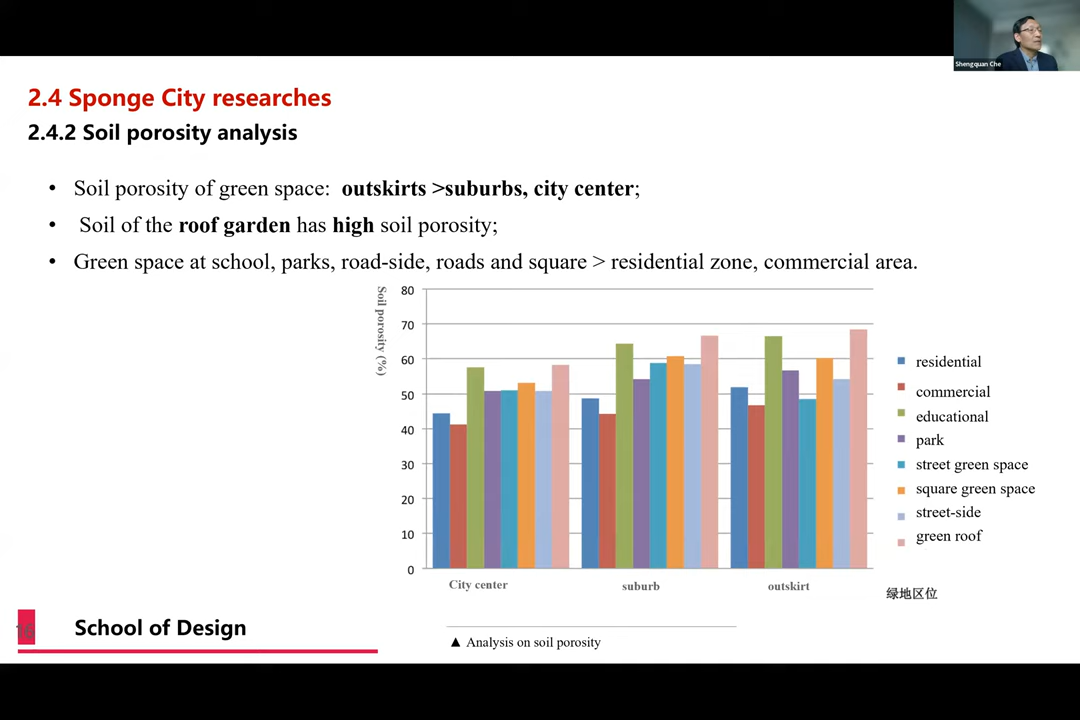 Shengquan Che
2.4 Sponge City researches
2.4.2 Soil porosity analysis
• Soil porosity of green space: outskirts >suburbs, city center;
• Soil of the roof garden has high soil porosity;
• Green space at school, parks, road-side, roads and square > residential zone, commercial area.
Soil porosity (%)
80
70
60
50
40
30
20
10
0
City center
suburb
outskirt
绿地区位
residential
commercial
educational
park
street green space
square green space
street-side
green roof
▲ Analysis on soil porosity
16
School of Design